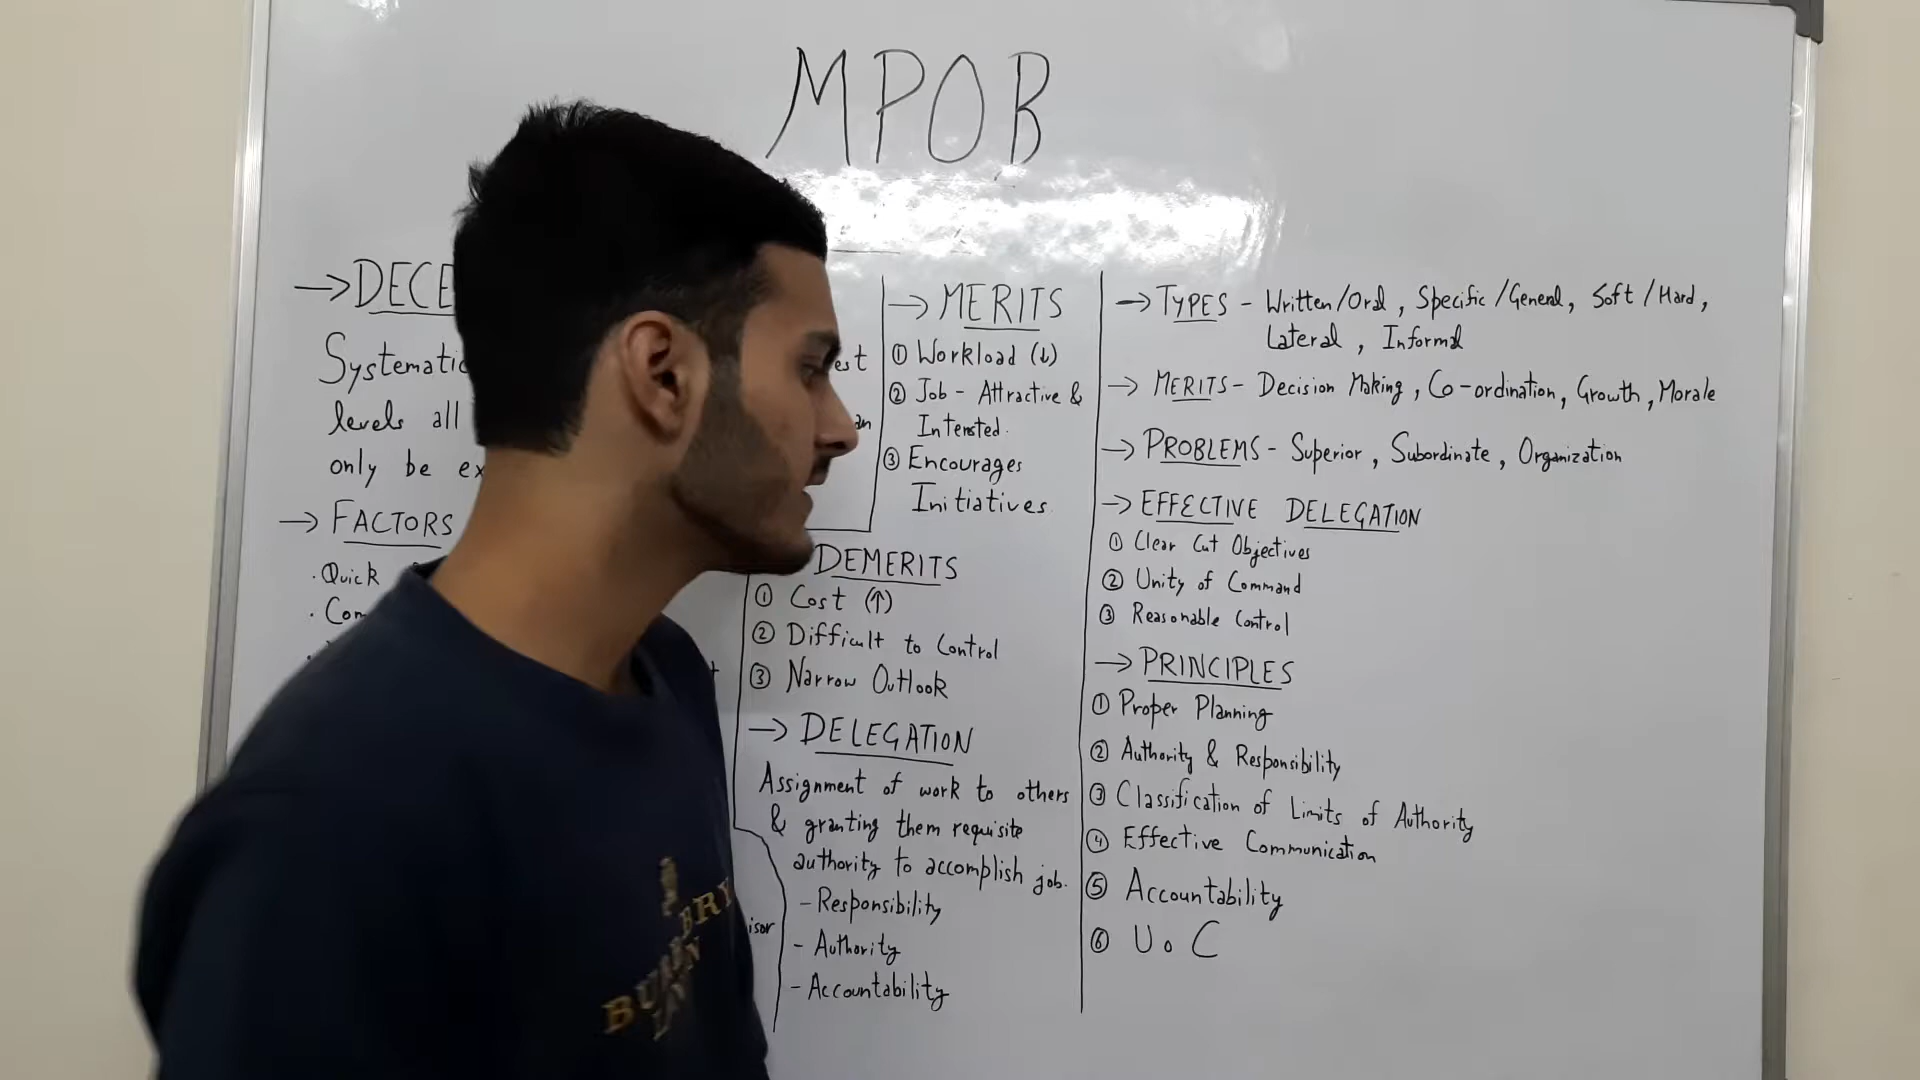 MPOB
→ DECE
Systematic est
levels all an
only be ex
→ FACTORS
· Quick
· Com
→ MERITS
① Workload (↓)
② Job - Attractive &
Intersted.
③ Encourages
Initiatives
DEMERITS
① Cost (↑)
② Difficult to Control
③ Narrow Outlook
→ DELEGATION
Assignment of work to others
& granting them requisite
authority to accomplish job.
- Responsibility
isor
- Authority
- Accountability
→ TYPES - Written/Oral, Specific/General, Soft/Hard,
Lateral, Informal
→ MERITS - Decision Making, Co-ordination, Growth, Morale
→ PROBLEMS - Superior, Subordinate, Organization
→ EFFECTIVE DELEGATION
① Clear Cut Objectives
② Unity of Command
③ Reasonable Control
→ PRINCIPLES
① Proper Planning
② Authority & Responsibility
③ Classification of Limits of Authority
④ Effective Communication
⑤ Accountability
⑥ U o C